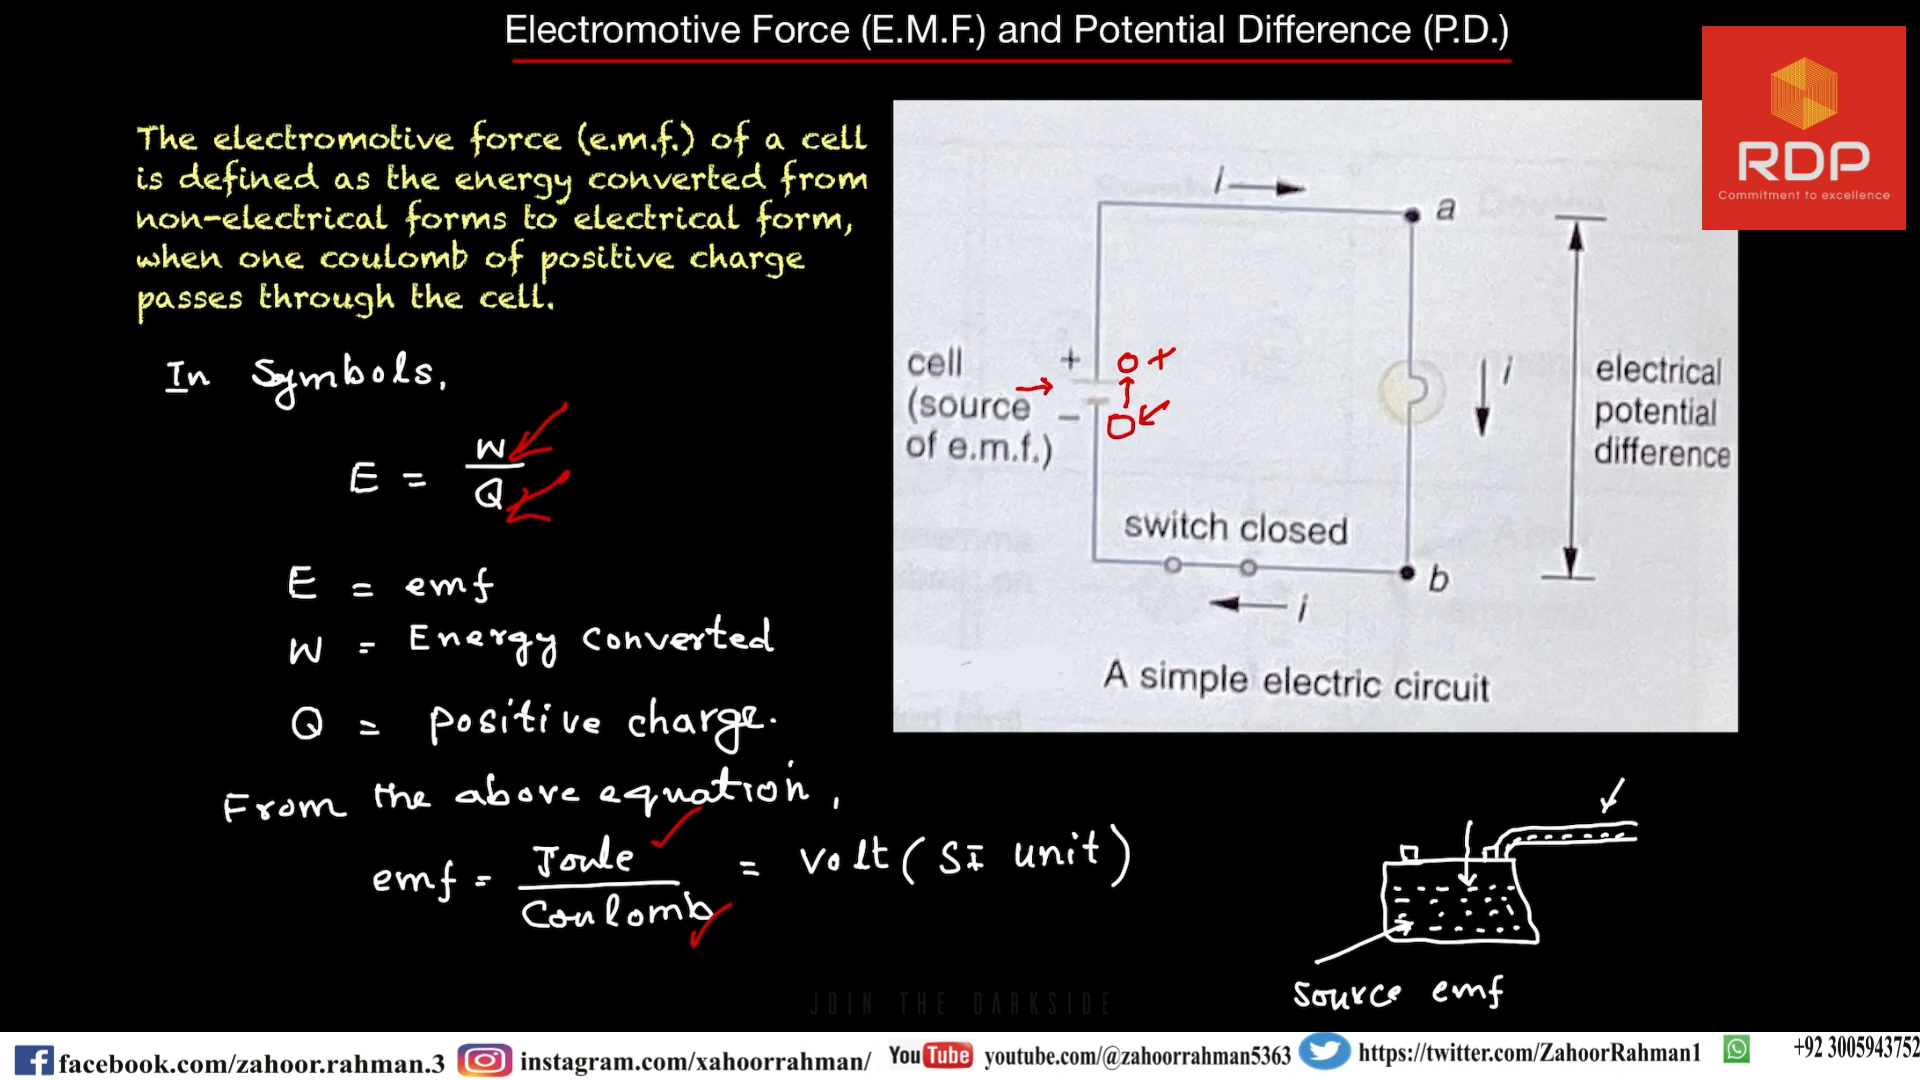 Electromotive Force (E.M.F.) and Potential Difference (P.D.)
RDP
Commitment to excellence
The electromotive force (e.m.f.) of a cell
is defined as the energy converted from
non-electrical forms to electrical form,
when one coulomb of positive charge
passes through the cell.
In Symbols,
E = W
Q
E = emf
W = Energy converted
Q = positive charge.
From the above equation,
emf = Joule
Coulomb
= Volt (SI unit)
I
a
cell
(source
of e.m.f.)
+
−
o +
i
electrical
potential
difference
switch closed
b
i
A simple electric circuit
Source emf
JOIN THE DARKSIDE
facebook.com/zahoor.rahman.3 instagram.com/xahoorrahman/ YouTube youtube.com/@zahoorrahman5363 https://twitter.com/ZahoorRahman1 +92 3005943752